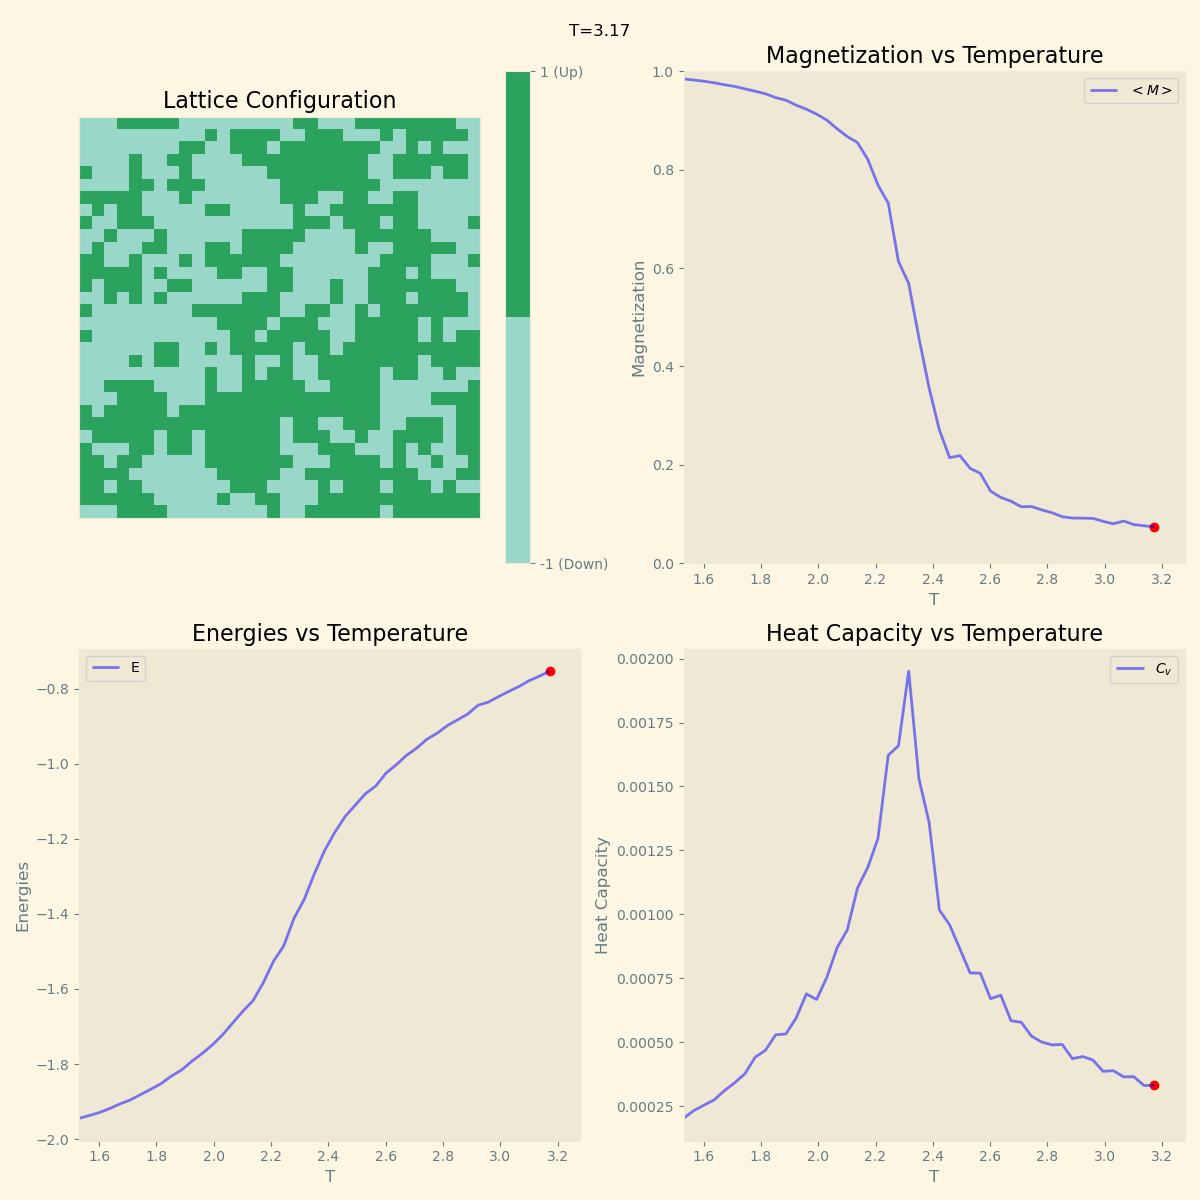 T=3.17
Lattice Configuration
1 (Up)
-1 (Down)
Magnetization vs Temperature
<M>
Magnetization
1.0
0.8
0.6
0.4
0.2
0.0
1.6 1.8 2.0 2.2 2.4 2.6 2.8 3.0 3.2
T
Energies vs Temperature
E
Energies
−0.8
−1.0
−1.2
−1.4
−1.6
−1.8
−2.0
1.6 1.8 2.0 2.2 2.4 2.6 2.8 3.0 3.2
T
Heat Capacity vs Temperature
Cv
Heat Capacity
0.00200
0.00175
0.00150
0.00125
0.00100
0.00075
0.00050
0.00025
1.6 1.8 2.0 2.2 2.4 2.6 2.8 3.0 3.2
T